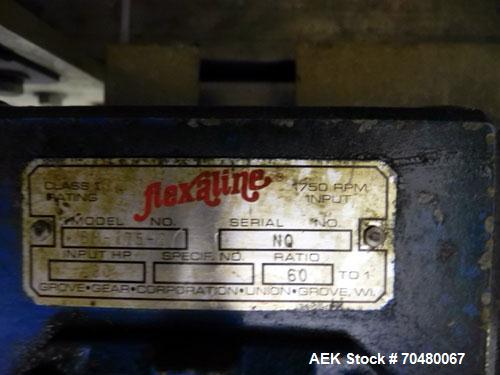 flexaline®
CLASS 1 RATING
1750 RPM INPUT
MODEL NO. SERIAL NO.
NQ
INPUT HP SPECIF. NO. RATIO
60 TO 1
GROVE•GEAR•CORPORATION•UNION•GROVE, WI.
AEK Stock # 70480067